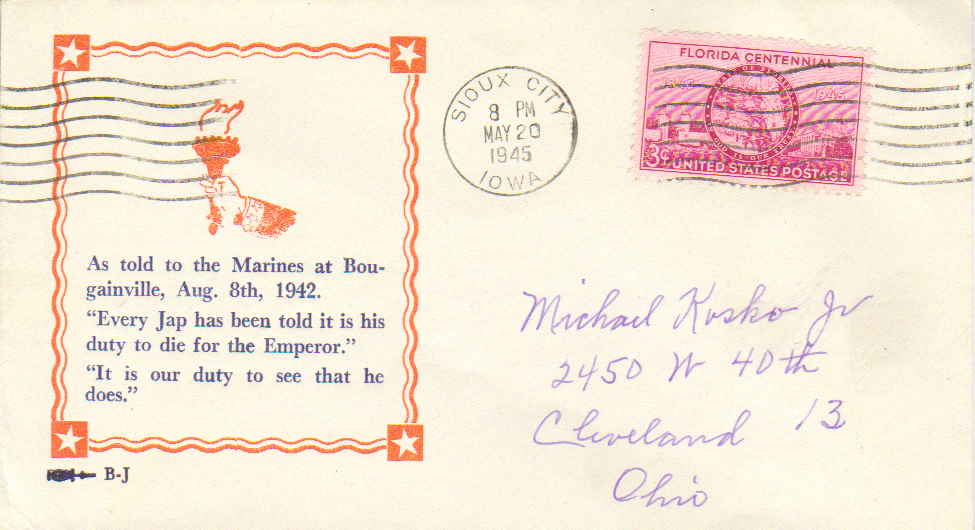 SIOUX CITY
8 PM
MAY 20
1945
IOWA
FLORIDA CENTENNIAL
1945
3¢ UNITED STATES POSTAGE
As told to the Marines at Bou-
gainville, Aug. 8th, 1942.
“Every Jap has been told it is his
duty to die for the Emperor.”
“It is our duty to see that he
does.”
B-J
Michael Kosko Jr
2450 W 40th
Cleveland 13
Ohio